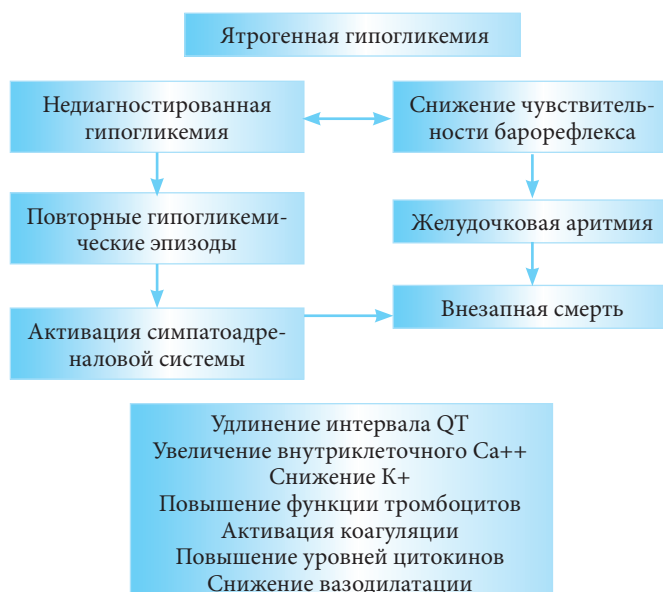 Ятрогенная гипогликемия
Недиагностированная
гипогликемия
Снижение чувствитель-
ности барорефлекса
Повторные гипогликеми-
ческие эпизоды
Желудочковая аритмия
Активация симпатоадре-
наловой системы
Внезапная смерть
Удлинение интервала QT
Увеличение внутриклеточного Ca++
Снижение K+
Повышение функции тромбоцитов
Активация коагуляции
Повышение уровней цитокинов
Снижение вазодилатации